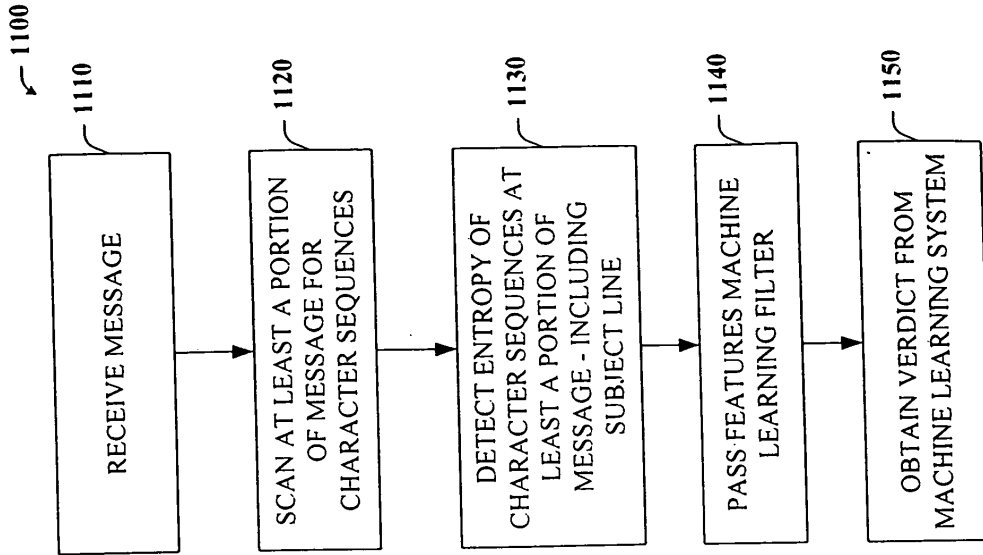 1100
1110
RECEIVE MESSAGE
1120
SCAN AT LEAST A PORTION
OF MESSAGE FOR
CHARACTER SEQUENCES
1130
DETECT ENTROPY OF
CHARACTER SEQUENCES AT
LEAST A PORTION OF
MESSAGE - INCLUDING
SUBJECT LINE
1140
PASS FEATURES MACHINE
LEARNING FILTER
1150
OBTAIN VERDICT FROM
MACHINE LEARNING SYSTEM